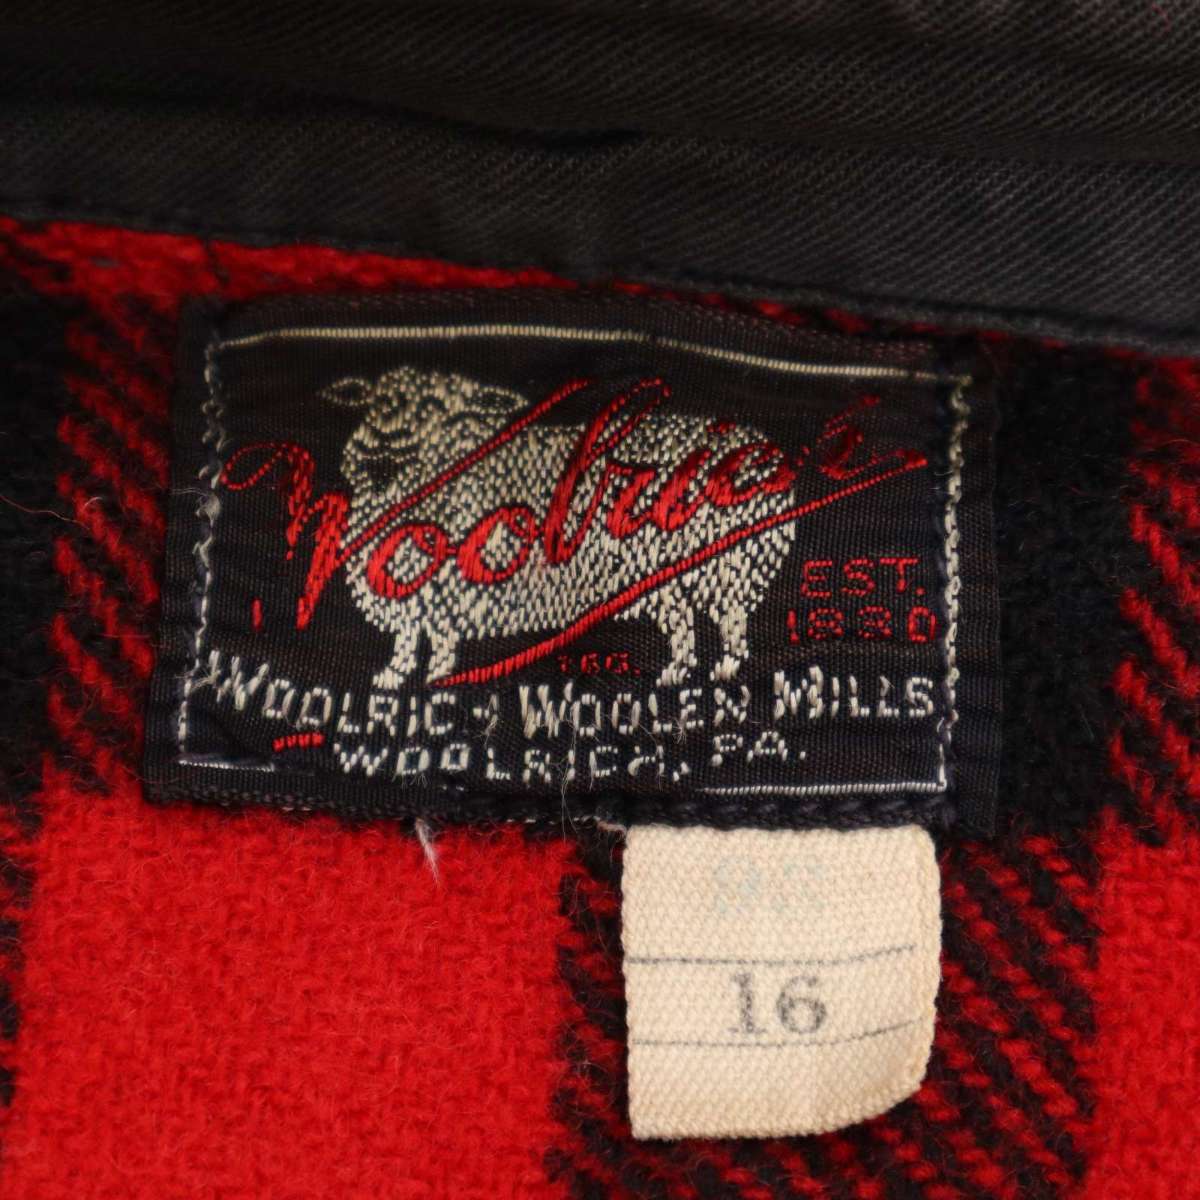 Woolrich
EST.
1830
REG.
WOOLRICH WOOLEN MILLS
WOOLRICH, PA.
16